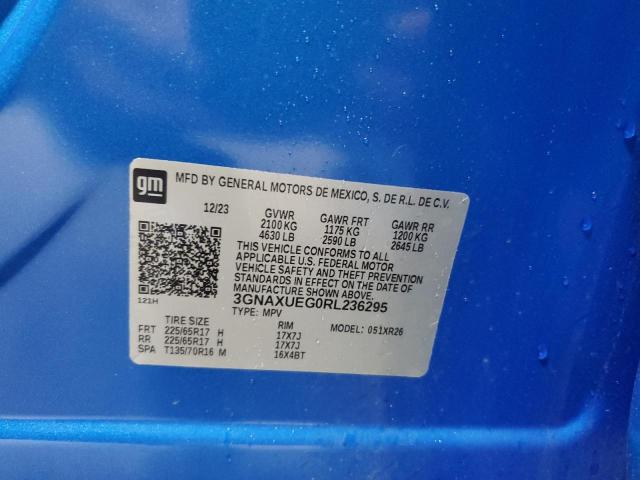 gm
MFD BY GENERAL MOTORS DE MEXICO, S. DE R.L. DE C.V.
12/23 GVWR GAWR FRT GAWR RR
2100 KG 1175 KG 1200 KG
4630 LB 2590 LB 2645 LB
THIS VEHICLE CONFORMS TO ALL
APPLICABLE U.S. FEDERAL MOTOR
VEHICLE SAFETY AND THEFT PREVENTION
STANDARDS IN EFFECT ON THE DATE OF
MANUFACTURE SHOWN ABOVE.
121H 3GNAXUEG0RL236295
TYPE: MPV
TIRE SIZE RIM MODEL: 051XR26
FRT 225/65R17 H 17X7J
RR 225/65R17 H 17X7J
SPA T135/70R16 M 16X4BT